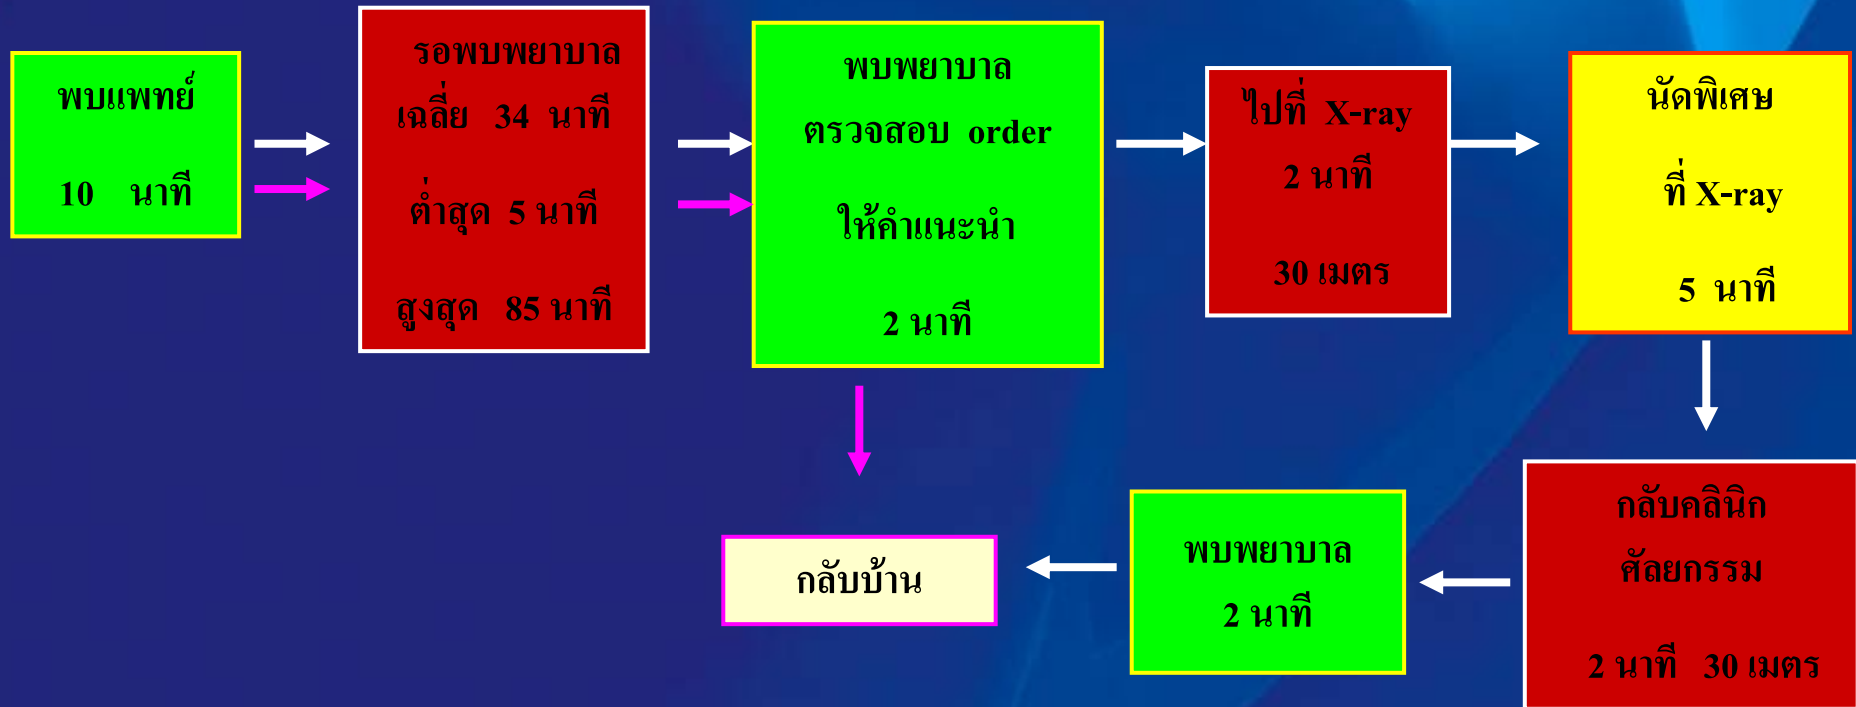 พบแพทย์
10 นาที
รอพบพยาบาล
เฉลี่ย 34 นาที
ต่ำสุด 5 นาที
สูงสุด 85 นาที
พบพยาบาล
ตรวจสอบ order
ให้คำแนะนำ
2 นาที
ไปที่ X-ray
2 นาที
30 เมตร
นัดพิเศษ
ที่ X-ray
5 นาที
กลับคลินิก
ศัลยกรรม
2 นาที 30 เมตร
พบพยาบาล
2 นาที
กลับบ้าน